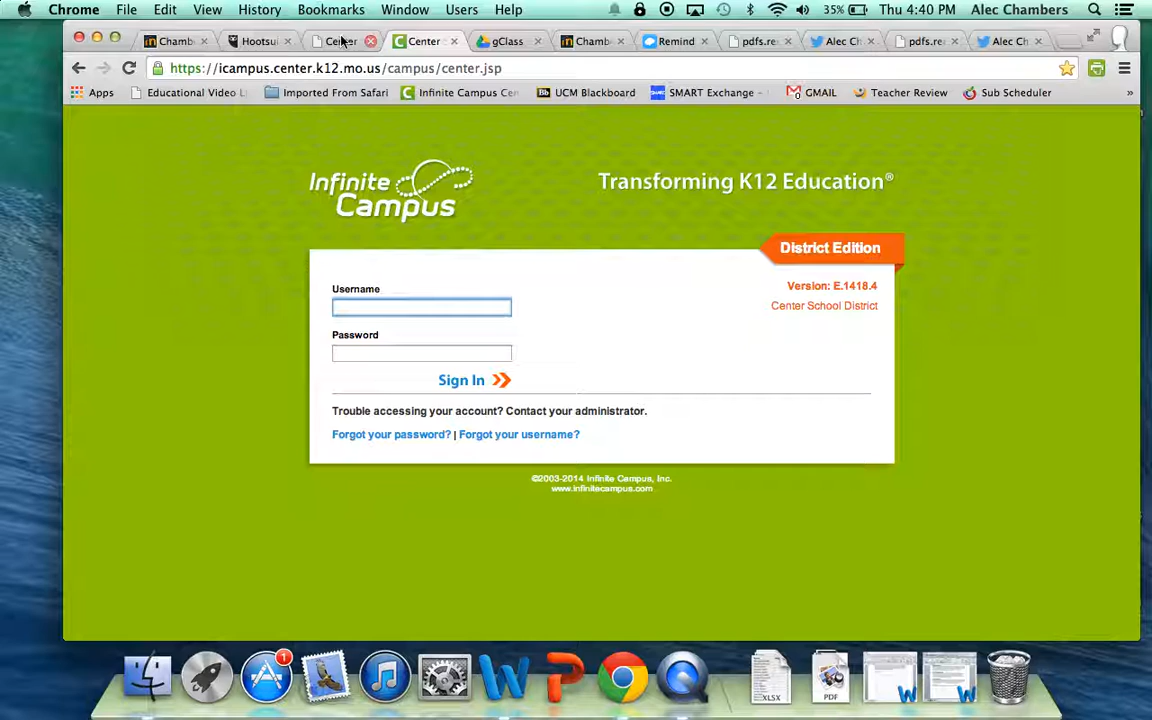 Chrome File Edit View History Bookmarks Window Users Help 35% Thu 4:40 PM Alec Chambers
Chamb Hootsu Center gClass Chamb Remind pdfs.re Alec Ch pdfs.re Alec Ch
https://icampus.center.k12.mo.us/campus/center.jsp
Apps Educational Video L Imported From Safari Infinite Campus Cen Bb UCM Blackboard SMART Exchange - GMAIL Teacher Review Sub Scheduler »
Infinite Campus
Transforming K12 Education®
District Edition
Version: E.1418.4
Center School District
Username
Password
Sign In
Trouble accessing your account? Contact your administrator.
Forgot your password? | Forgot your username?
©2003-2014 Infinite Campus, Inc.
www.infinitecampus.com
1
XLSX PDF